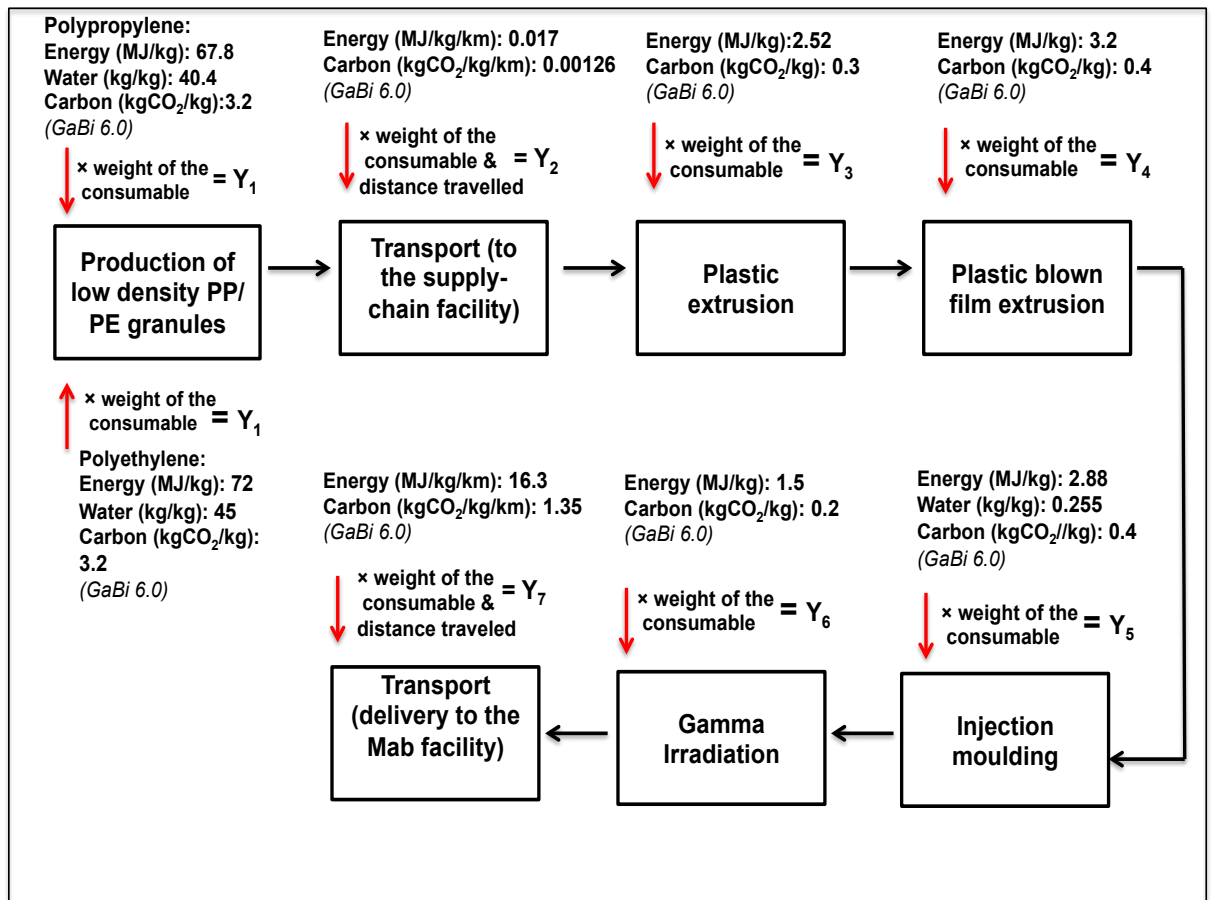 Polypropylene:
Energy (MJ/kg): 67.8
Water (kg/kg): 40.4
Carbon (kgCO₂/kg):3.2
(GaBi 6.0)
× weight of the
consumable = Y₁
Energy (MJ/kg/km): 0.017
Carbon (kgCO₂/kg/km): 0.00126
(GaBi 6.0)
× weight of the
consumable & = Y₂
distance travelled
Energy (MJ/kg):2.52
Carbon (kgCO₂/kg): 0.3
(GaBi 6.0)
× weight of the
consumable = Y₃
Energy (MJ/kg): 3.2
Carbon (kgCO₂/kg): 0.4
(GaBi 6.0)
× weight of the
consumable = Y₄
Production of
low density PP/
PE granules
Transport (to
the supply-
chain facility)
Plastic
extrusion
Plastic blown
film extrusion
× weight of the
consumable = Y₁
Polyethylene:
Energy (MJ/kg): 72
Water (kg/kg): 45
Carbon (kgCO₂/kg):
3.2
(GaBi 6.0)
Energy (MJ/kg/km): 16.3
Carbon (kgCO₂/kg/km): 1.35
(GaBi 6.0)
× weight of the
consumable & = Y₇
distance traveled
Energy (MJ/kg): 1.5
Carbon (kgCO₂/kg): 0.2
(GaBi 6.0)
× weight of the
consumable = Y₆
Energy (MJ/kg): 2.88
Water (kg/kg): 0.255
Carbon (kgCO₂//kg): 0.4
(GaBi 6.0)
× weight of the
consumable = Y₅
Transport
(delivery to the
Mab facility)
Gamma
Irradiation
Injection
moulding